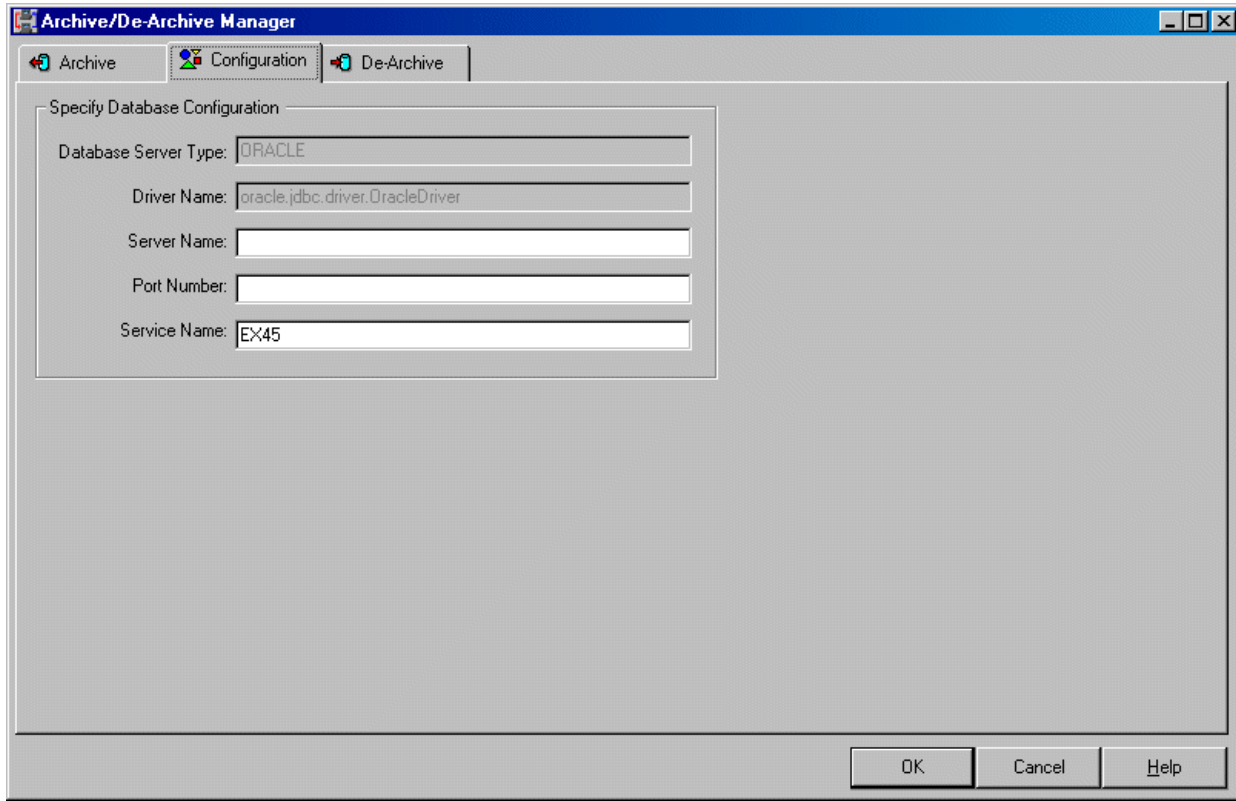 Archive/De-Archive Manager
Archive
Configuration
De-Archive
Specify Database Configuration
Database Server Type: ORACLE
Driver Name: oracle.jdbc.driver.OracleDriver
Server Name:
Port Number:
Service Name: EX45
OK
Cancel
Help